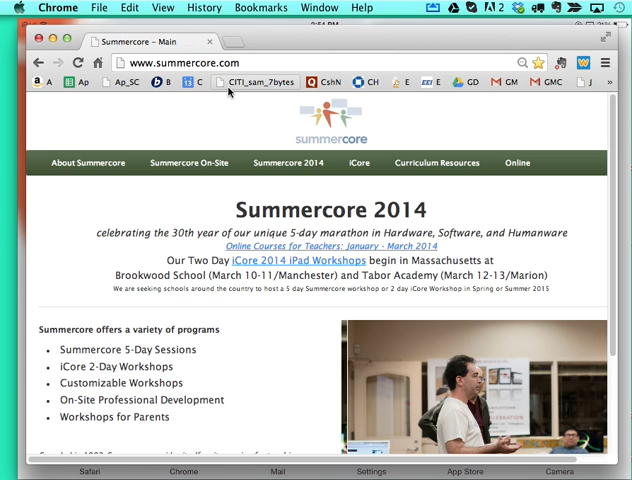 Chrome File Edit View History Bookmarks Window Help
Summercore – Main
www.summercore.com
A Ap Ap_SC B C CITI_sam_7bytes CshN CH E E GD GM GMC J »
summercore
About Summercore Summercore On-Site Summercore 2014 iCore Curriculum Resources Online
Summercore 2014
celebrating the 30th year of our unique 5-day marathon in Hardware, Software, and Humanware
Online Courses for Teachers: January - March 2014
Our Two Day iCore 2014 iPad Workshops begin in Massachusetts at
Brookwood School (March 10-11/Manchester) and Tabor Academy (March 12-13/Marion)
We are seeking schools around the country to host a 5 day Summercore workshop or 2 day iCore Workshop in Spring or Summer 2015
Summercore offers a variety of programs
• Summercore 5-Day Sessions
• iCore 2-Day Workshops
• Customizable Workshops
• On-Site Professional Development
• Workshops for Parents
Safari Chrome Mail Settings App Store Camera